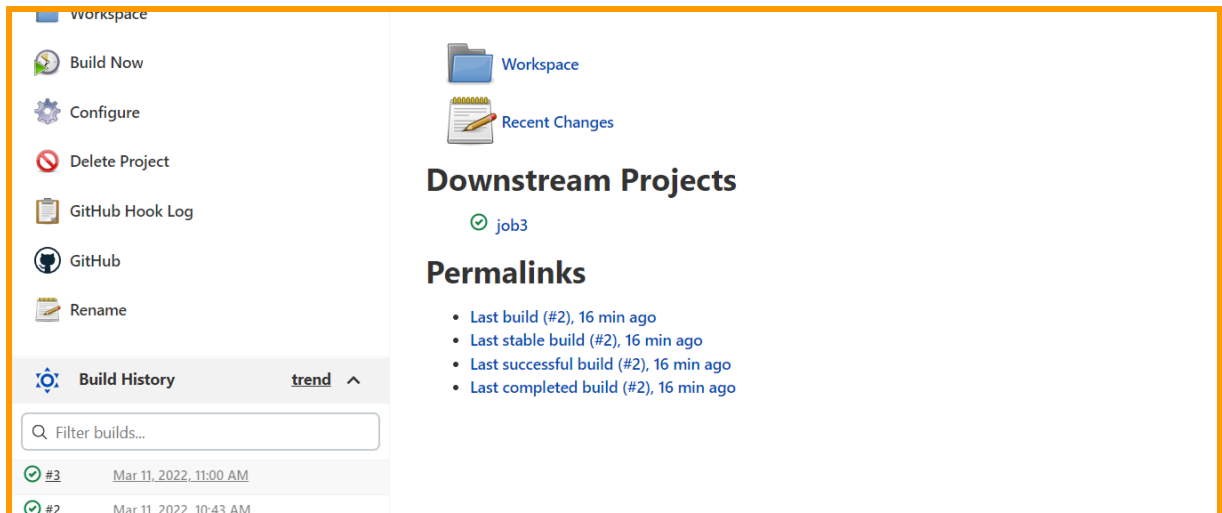 Workspace
Build Now
Configure
Delete Project
GitHub Hook Log
GitHub
Rename
Build History trend
Filter builds...
#3 Mar 11, 2022, 11:00 AM
#2 Mar 11, 2022, 10:43 AM
Workspace
Recent Changes
Downstream Projects
job3
Permalinks
Last build (#2), 16 min ago
Last stable build (#2), 16 min ago
Last successful build (#2), 16 min ago
Last completed build (#2), 16 min ago